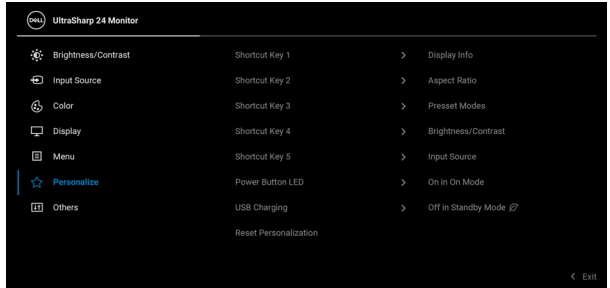 DELL UltraSharp 24 Monitor
Brightness/Contrast Shortcut Key 1 > Display Info
Input Source Shortcut Key 2 > Aspect Ratio
Color Shortcut Key 3 > Presset Modes
Display Shortcut Key 4 > Brightness/Contrast
Menu Shortcut Key 5 > Input Source
Personalize Power Button LED > On in On Mode
Others USB Charging > Off in Standby Mode
Reset Personalization
< Exit